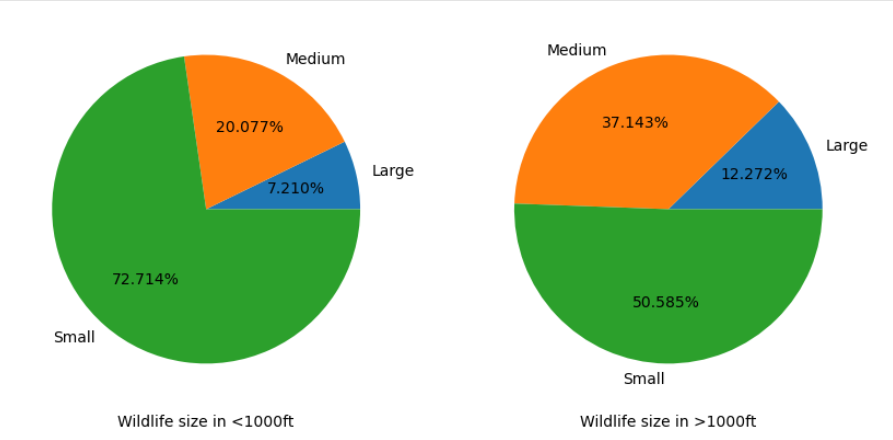 Medium
20.077%
Large
7.210%
72.714%
Small
Wildlife size in <1000ft
Medium
37.143%
Large
12.272%
50.585%
Small
Wildlife size in >1000ft